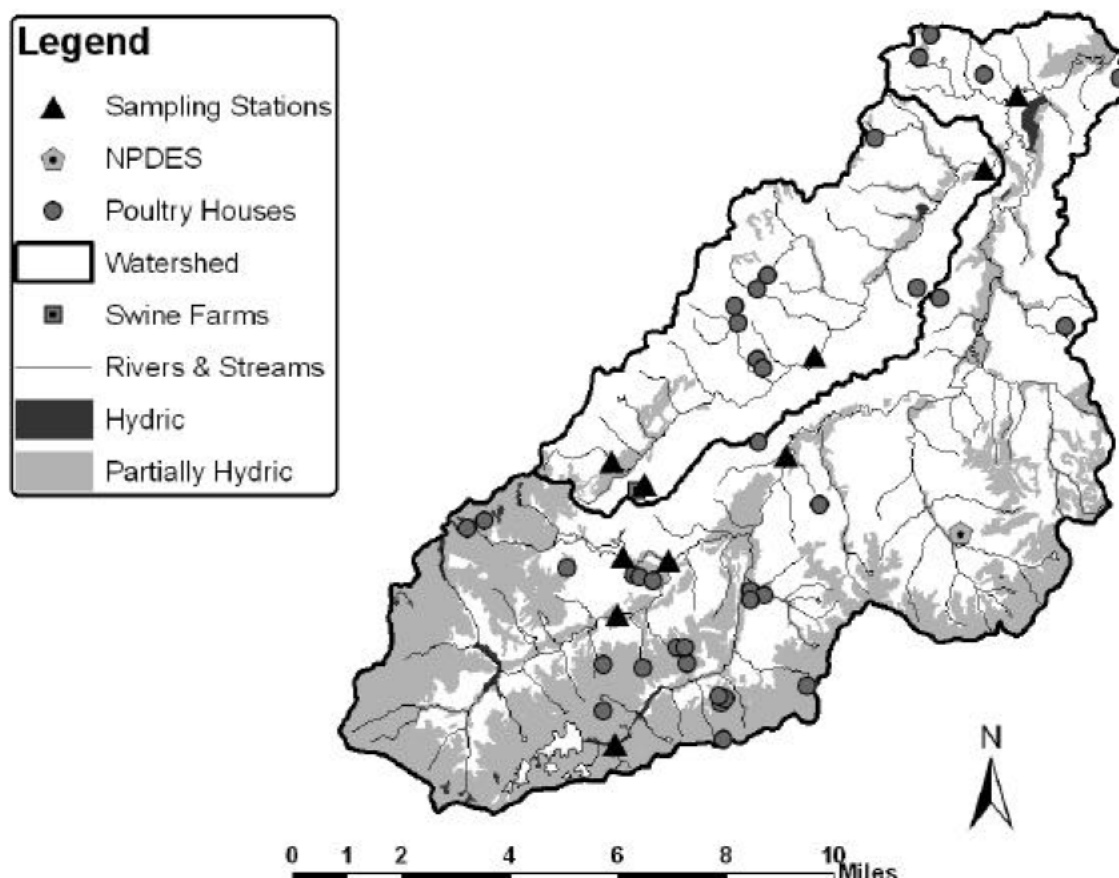 Legend
Sampling Stations
NPDES
Poultry Houses
Watershed
Swine Farms
Rivers & Streams
Hydric
Partially Hydric
N
0 1 2 4 6 8 10
Miles